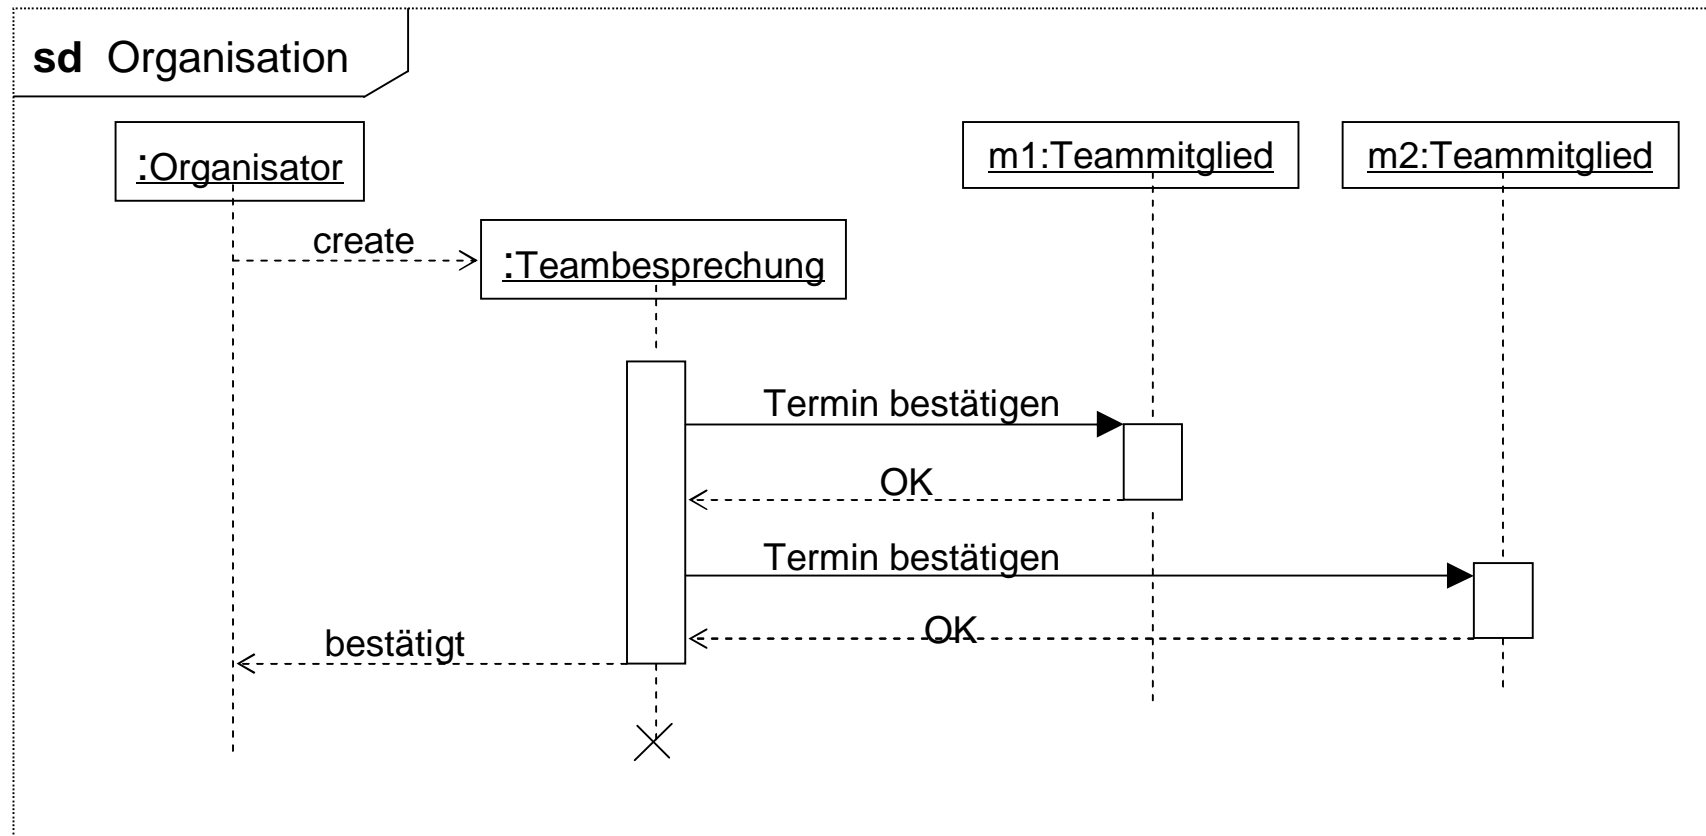 sd Organisation
:Organisator
m1:Teammitglied
m2:Teammitglied
create
:Teambesprechung
Termin bestätigen
OK
Termin bestätigen
OK
bestätigt